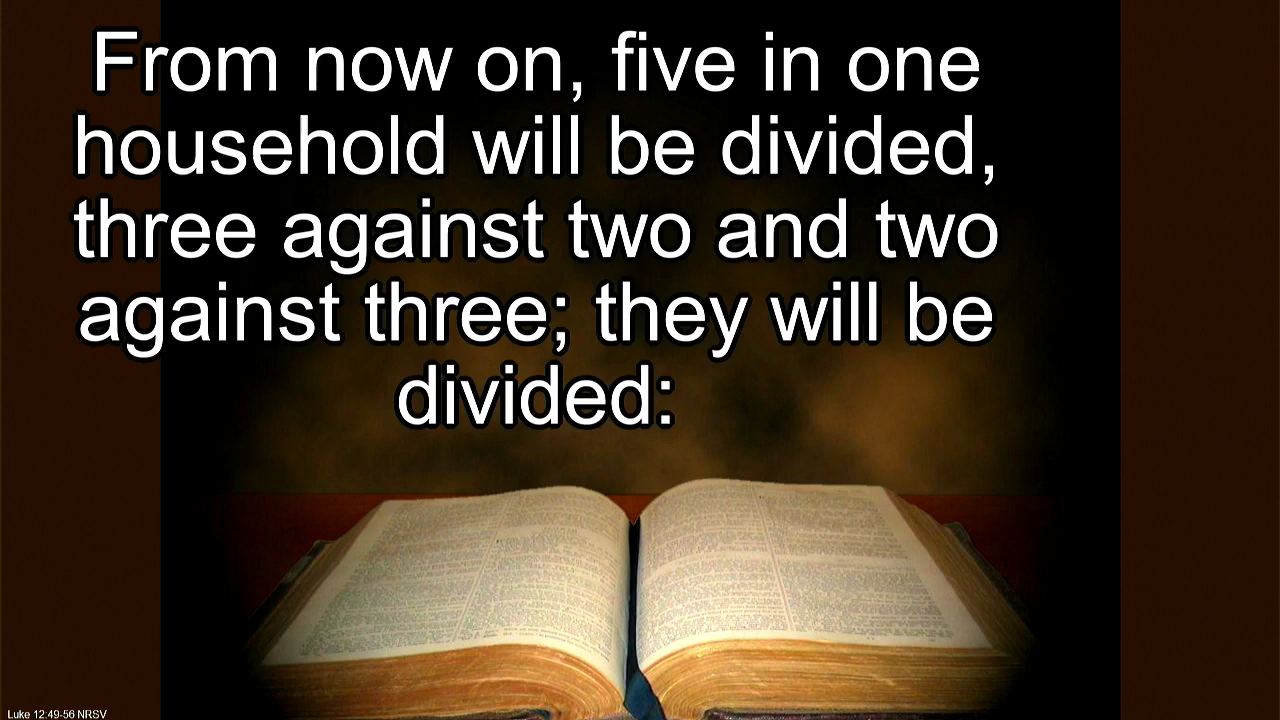 From now on, five in one
household will be divided,
three against two and two
against three; they will be
divided:
Luke 12:49-56 NRSV